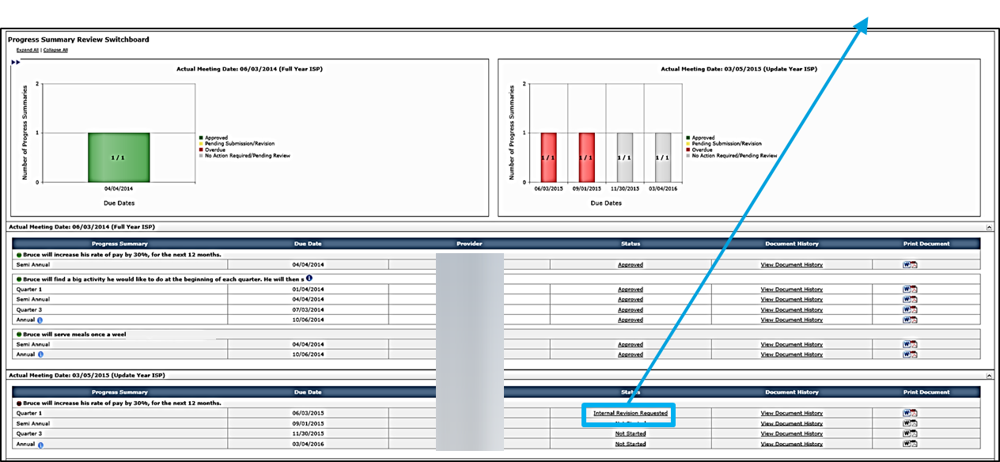 Progress Summary Review Switchboard
Expand All | Collapse All
Actual Meeting Date: 06/03/2014 (Full Year ISP)
Number of Progress Summaries
2
1
0
1 / 1
04/04/2014
Due Dates
Approved
Pending Submission/Revision
Overdue
No Action Required/Pending Review
Actual Meeting Date: 03/05/2015 (Update Year ISP)
Number of Progress Summaries
2
1
0
1 / 1 1 / 1 1 / 1 1 / 1
06/03/2015 09/01/2015 11/30/2015 03/04/2016
Due Dates
Approved
Pending Submission/Revision
Overdue
No Action Required/Pending Review
Actual Meeting Date: 06/03/2014 (Full Year ISP)
Progress Summary Due Date Provider Status Document History Print Document
Bruce will increase his rate of pay by 30%, for the next 12 months.
Semi Annual 04/04/2014 Approved View Document History
Bruce will find a big activity he would like to do at the beginning of each quarter. He will then s
Quarter 1 01/04/2014 Approved View Document History
Semi Annual 04/04/2014 Approved View Document History
Quarter 3 07/03/2014 Approved View Document History
Annual 10/06/2014 Approved View Document History
Bruce will serve meals once a weel
Semi Annual 04/04/2014 Approved View Document History
Annual 10/06/2014 Approved View Document History
Actual Meeting Date: 03/05/2015 (Update Year ISP)
Progress Summary Due Date Status Document History Print Document
Bruce will increase his rate of pay by 30%, for the next 12 months.
Quarter 1 06/03/2015 Internal Revision Requested View Document History
Semi Annual 09/01/2015 Not Started View Document History
Quarter 3 11/30/2015 Not Started View Document History
Annual 03/04/2016 Not Started View Document History